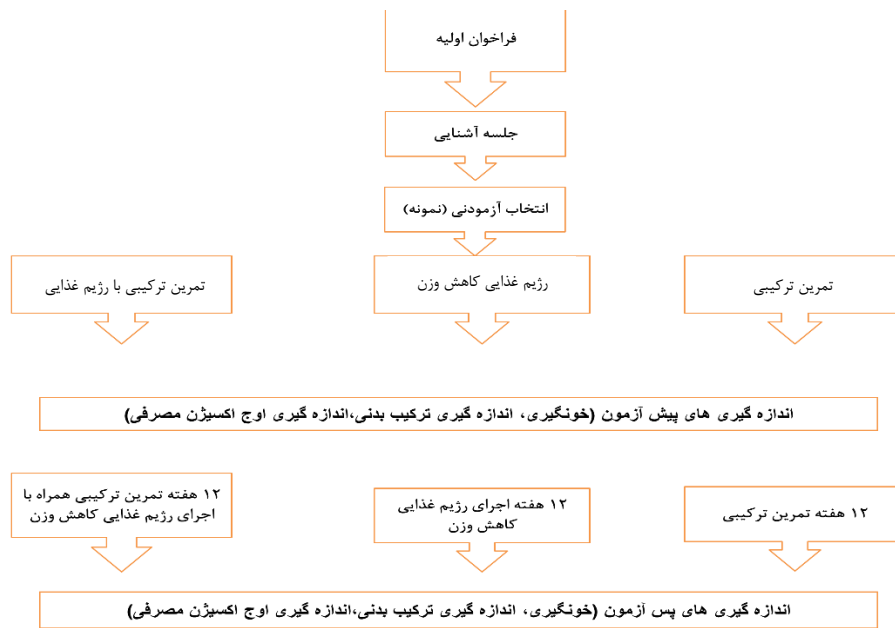 فراخوان اولیه
جلسه آشنایی
انتخاب آزمودنی (نمونه)
تمرین ترکیبی
رژیم غذایی کاهش وزن
تمرین ترکیبی با رژیم غذایی
اندازه گیری های پیش آزمون (خونگیری، اندازه گیری ترکیب بدنی،اندازه گیری اوج اکسیژن مصرفی)
۱۲ هفته تمرین ترکیبی
۱۲ هفته اجرای رژیم غذایی
کاهش وزن
۱۲ هفته تمرین ترکیبی همراه با
اجرای رژیم غذایی کاهش وزن
اندازه گیری های پس آزمون (خونگیری، اندازه گیری ترکیب بدنی،اندازه گیری اوج اکسیژن مصرفی)